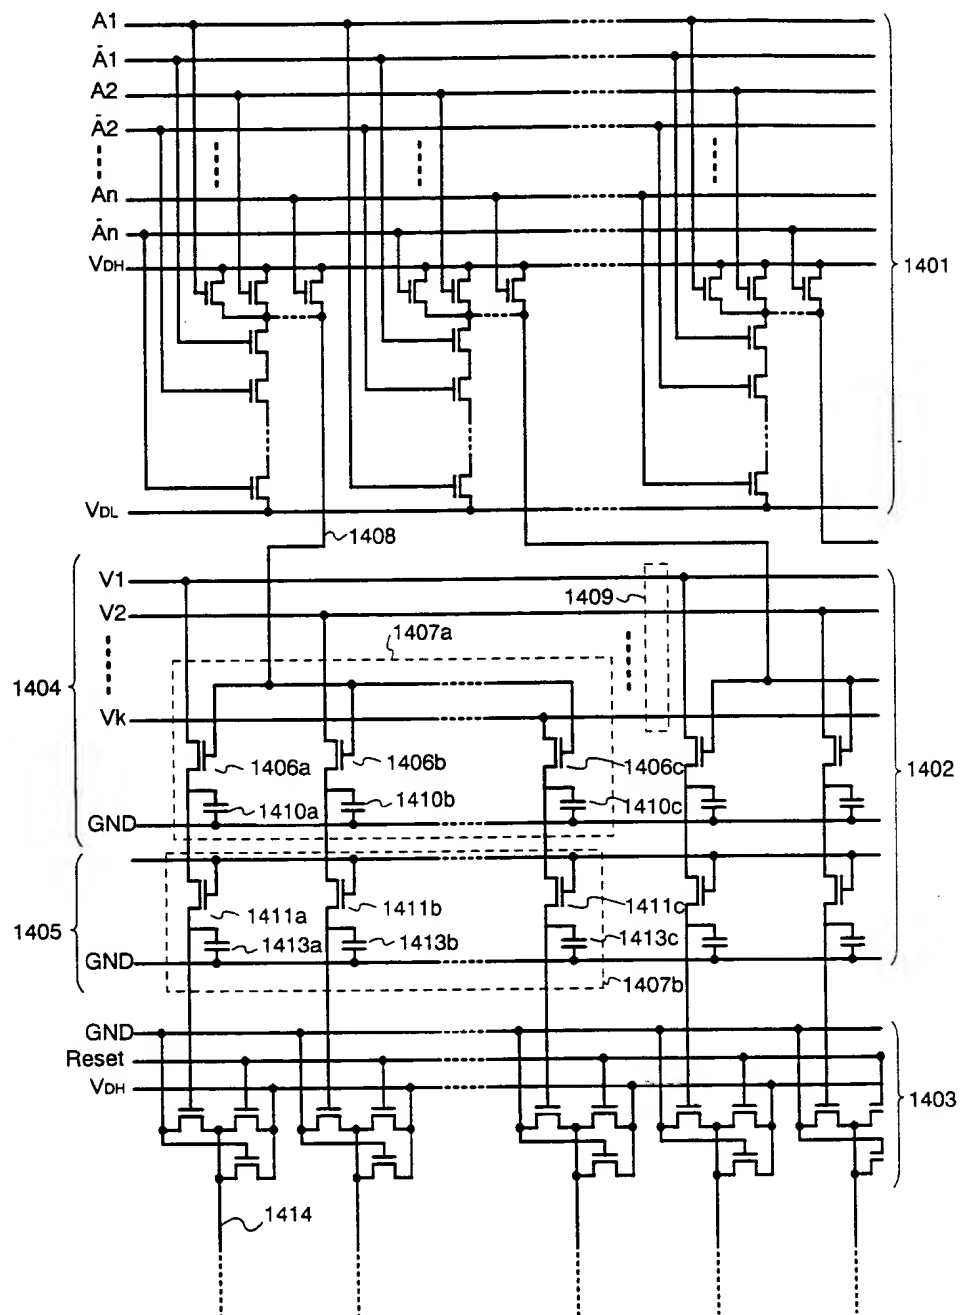 A1
Ā1
A2
Ā2
An
Ān
VDH
1401
VDL
1408
V1
1409
V2
1407a
1404
Vk
1406a
1406b
1406c
1402
1410a
1410b
1410c
GND
1411a
1411b
1411c
1405
1413a
1413b
1413c
GND
1407b
GND
Reset
VDH
1403
1414